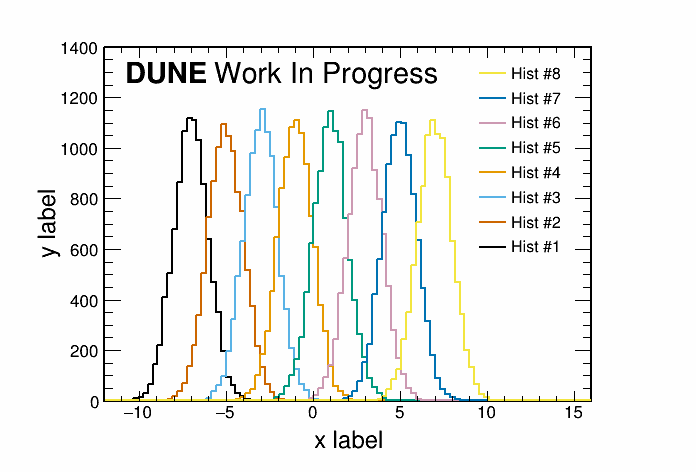 DUNE Work In Progress
Hist #8
Hist #7
Hist #6
Hist #5
Hist #4
Hist #3
Hist #2
Hist #1
1400
1200
1000
800
600
400
200
0
y label
−10 −5 0 5 10 15
x label